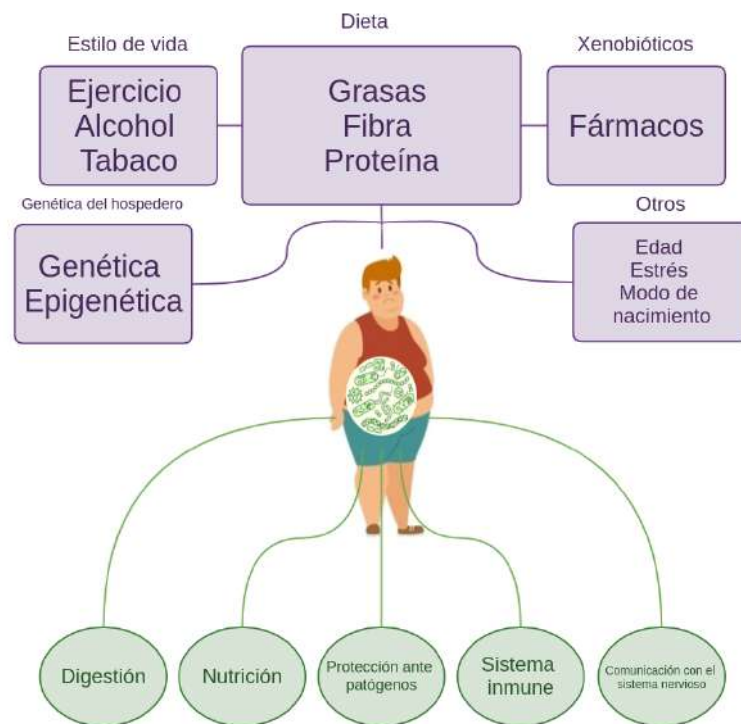 Dieta
Estilo de vida
Xenobióticos
Ejercicio
Alcohol
Tabaco
Grasas
Fibra
Proteína
Fármacos
Genética del hospedero
Otros
Genética
Epigenética
Edad
Estrés
Modo de
nacimiento
Digestión
Nutrición
Protección ante
patógenos
Sistema
inmune
Comunicación con el
sistema nervioso